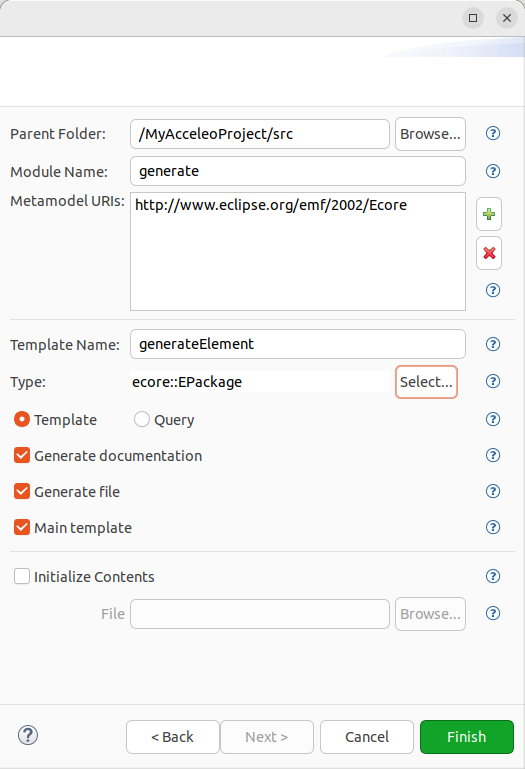 Parent Folder: /MyAcceleoProject/src Browse...
Module Name: generate
Metamodel URIs: http://www.eclipse.org/emf/2002/Ecore
Template Name: generateElement
Type: ecore::EPackage Select...
Template Query
Generate documentation
Generate file
Main template
Initialize Contents
File Browse...
< Back Next > Cancel Finish